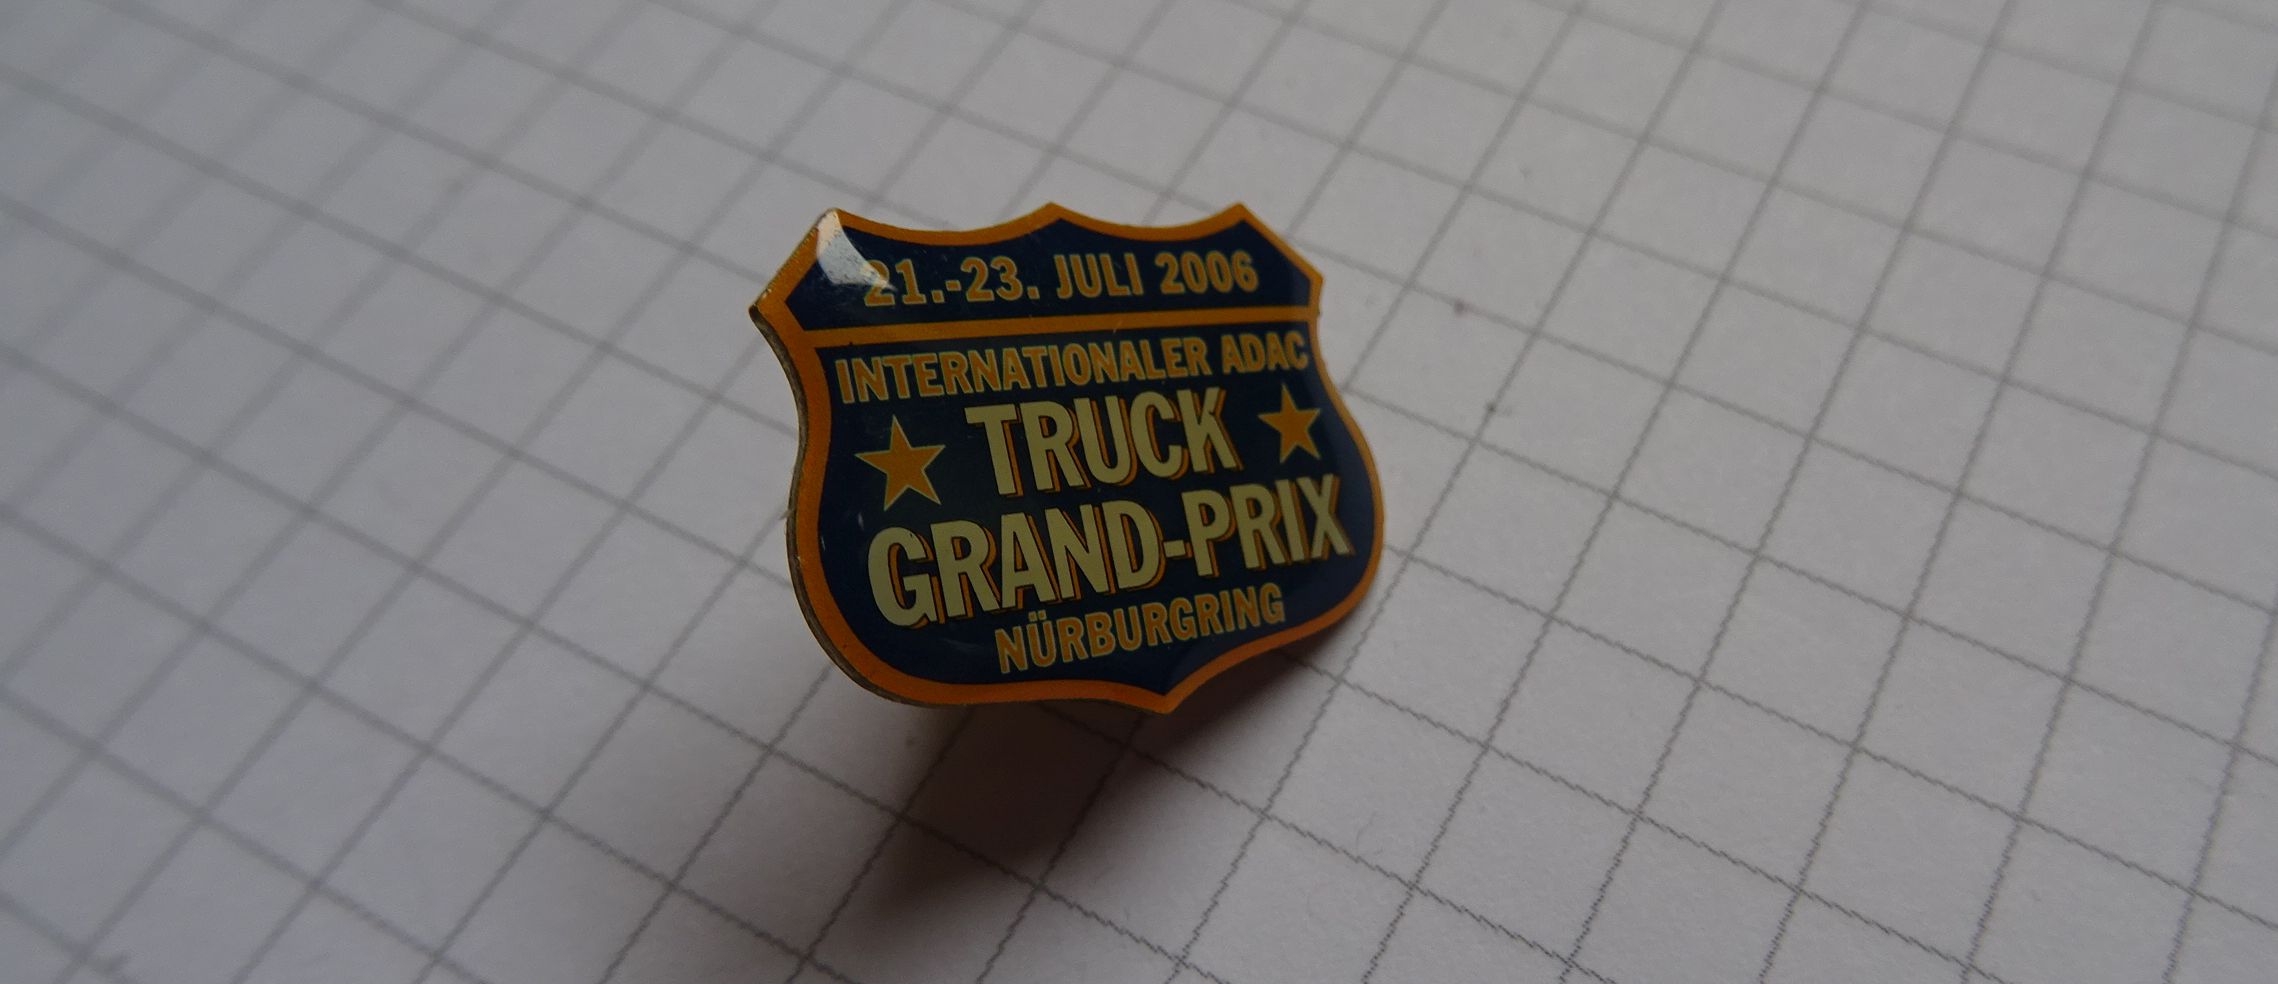 21.-23. JULI 2006
INTERNATIONALER ADAC
TRUCK
GRAND-PRIX
NÜRBURGRING